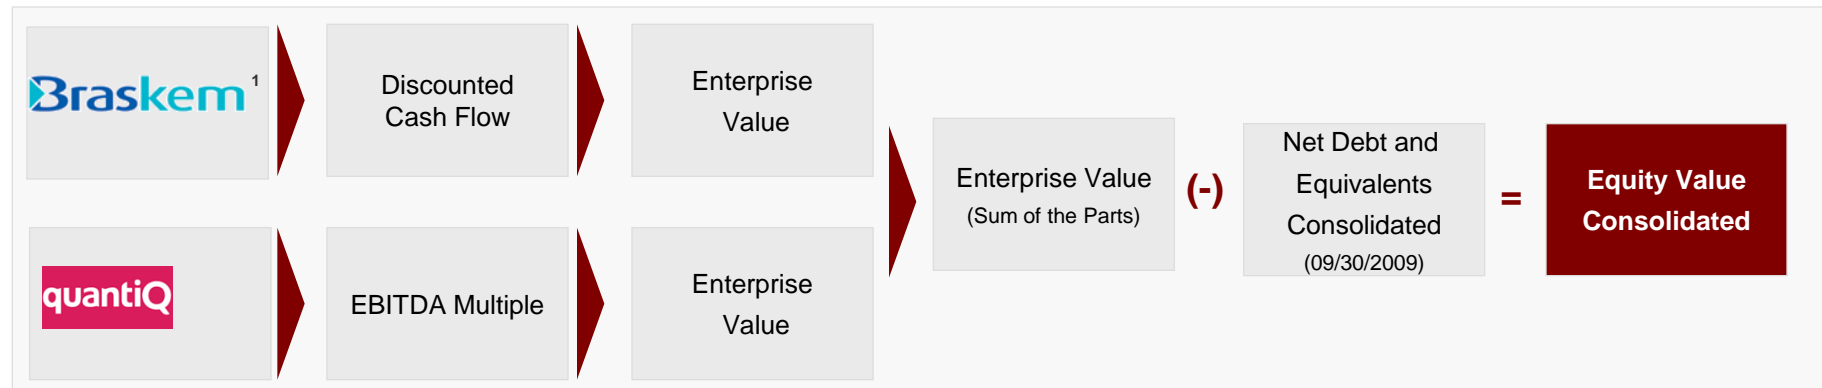 Braskem 1
Discounted
Cash Flow
Enterprise
Value
quantiQ
EBITDA Multiple
Enterprise
Value
Enterprise Value
(Sum of the Parts)
(-)
Net Debt and
Equivalents
Consolidated
(09/30/2009)
=
Equity Value
Consolidated